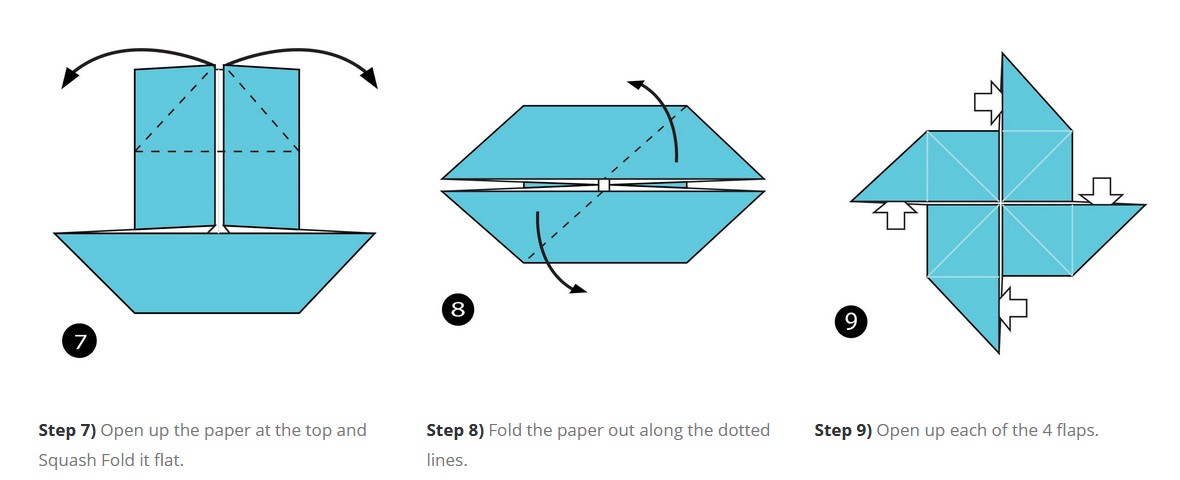 7
8
9
Step 7) Open up the paper at the top and
Squash Fold it flat.
Step 8) Fold the paper out along the dotted
lines.
Step 9) Open up each of the 4 flaps.